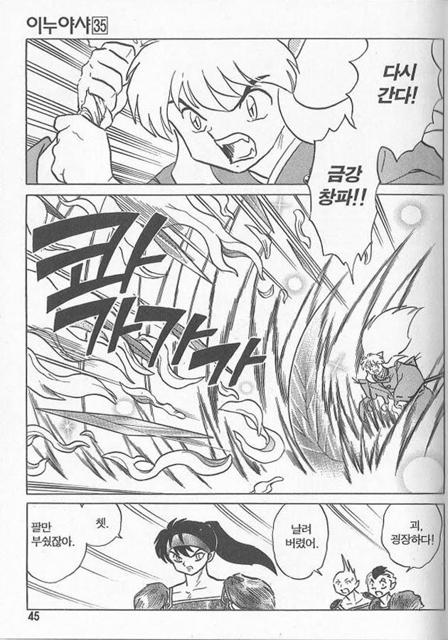 이누야샤 35
다시
간다!
금강
창파!!
콰
가가가
괴,
굉장하다!
날려
버렸어.
쳇.
팔만
부쉈잖아.
45